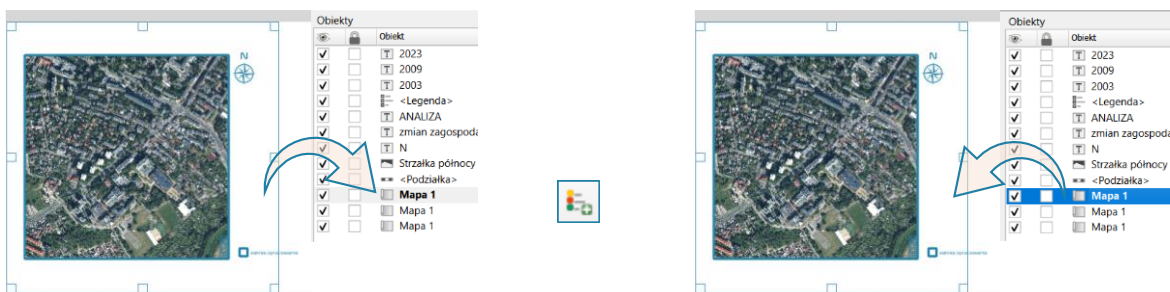 Obiekty
Obiekt
2023
2009
2003
<Legenda>
ANALIZA
zmian zagospoda
N
Strzałka północy
<Podziałka>
Mapa 1
Mapa 1
Mapa 1
N
Obiekty
Obiekt
2023
2009
2003
<Legenda>
ANALIZA
zmian zagospoda
N
Strzałka północy
<Podziałka>
Mapa 1
Mapa 1
Mapa 1
N